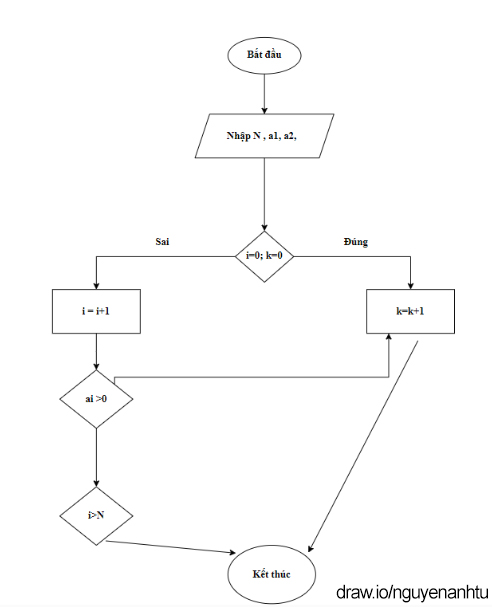 Bắt đầu
Nhập N , a1, a2,
Sai
Đúng
i=0; k=0
i = i+1
k=k+1
ai >0
i>N
Kết thúc
draw.io/nguyenanhtu